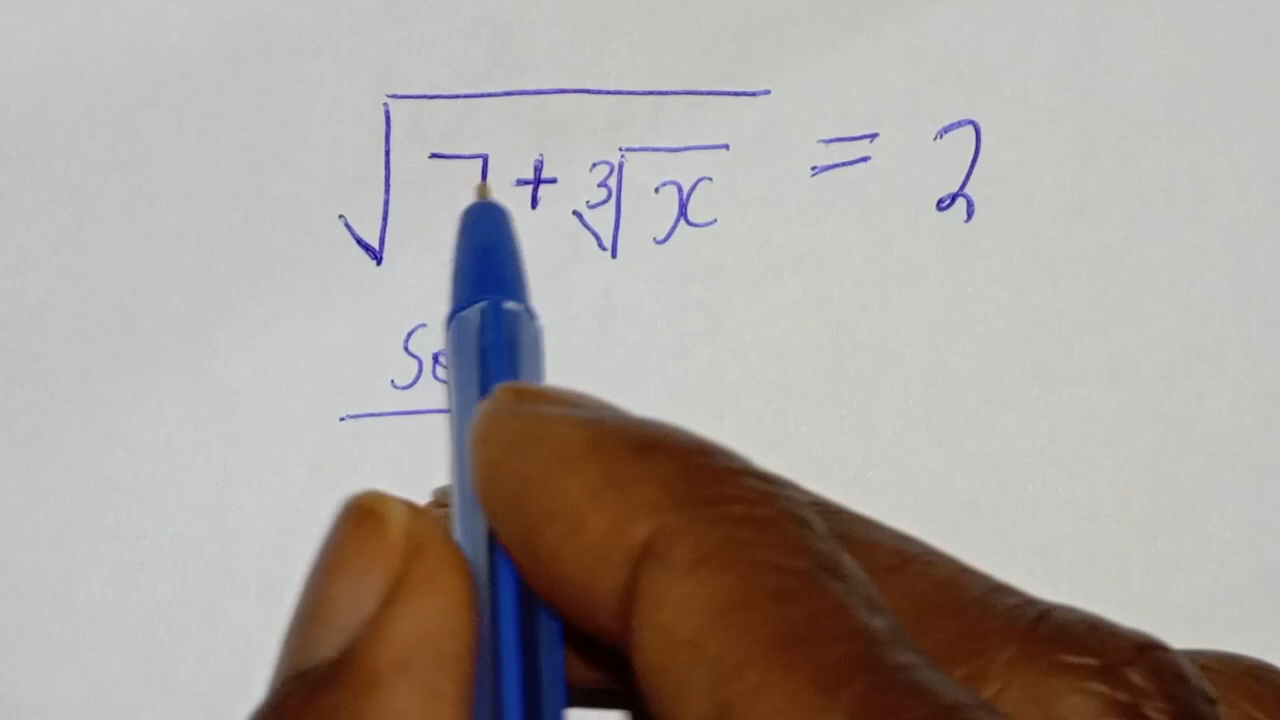 √(7 + ∛x) = 2